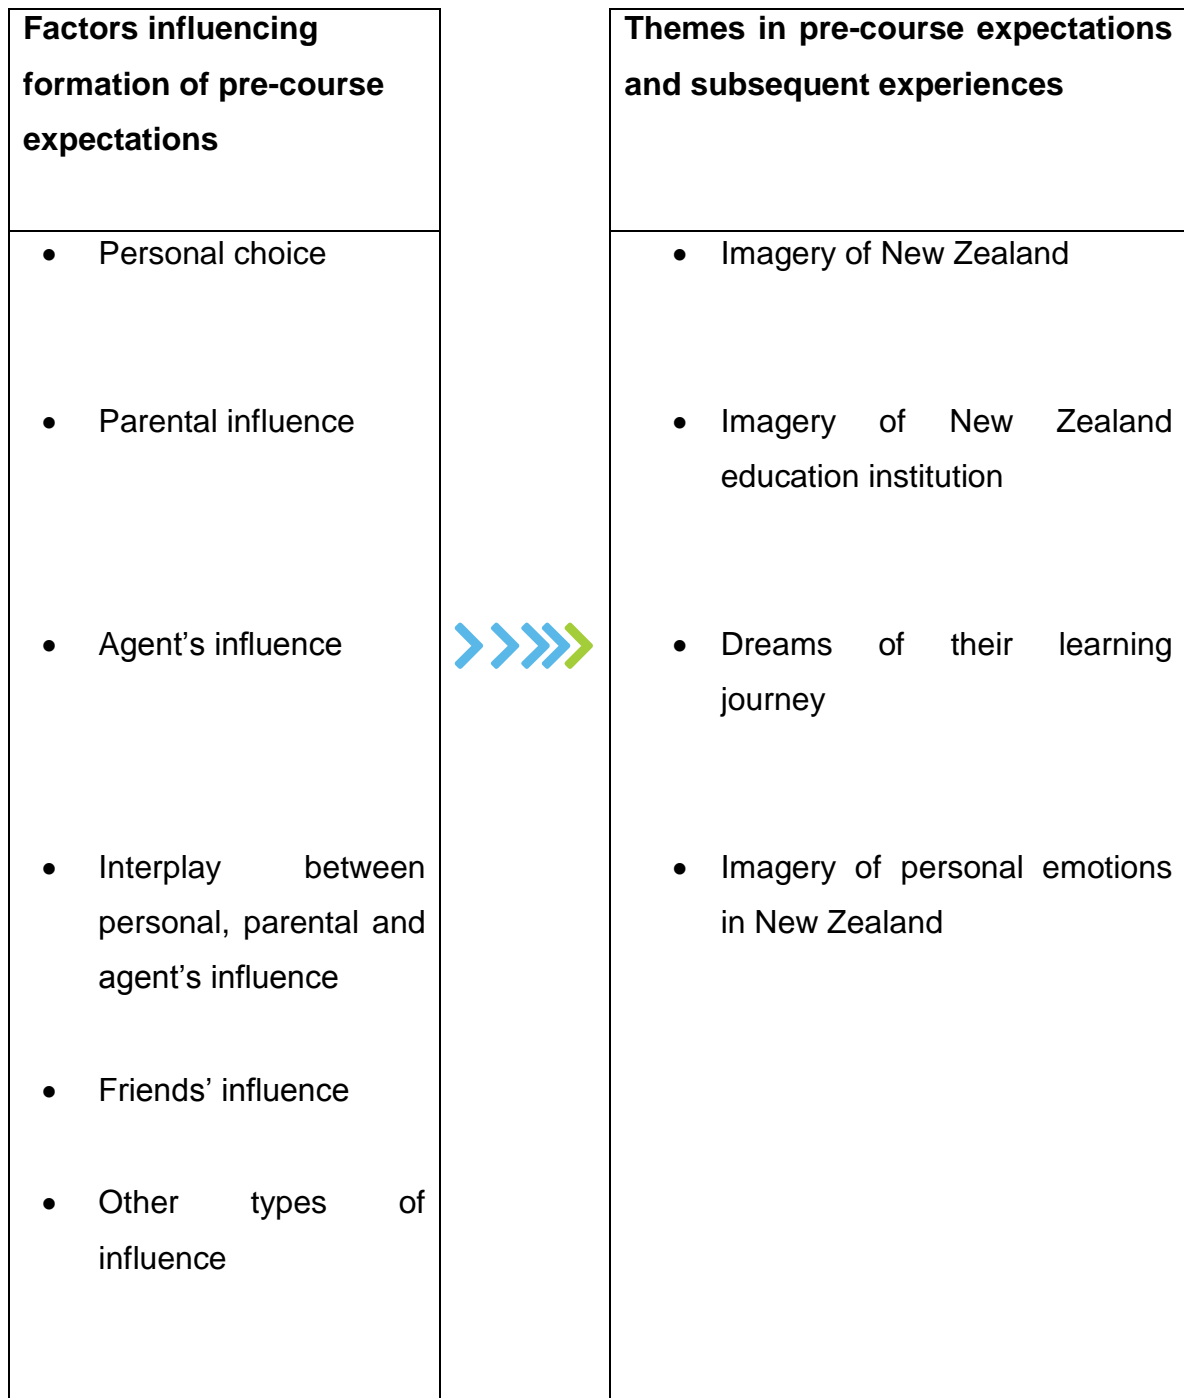 Factors influencing
formation of pre-course
expectations
• Personal choice
• Parental influence
• Agent’s influence
• Interplay between
personal, parental and
agent’s influence
• Friends’ influence
• Other types of
influence
Themes in pre-course expectations
and subsequent experiences
• Imagery of New Zealand
• Imagery of New Zealand
education institution
• Dreams of their learning
journey
• Imagery of personal emotions
in New Zealand